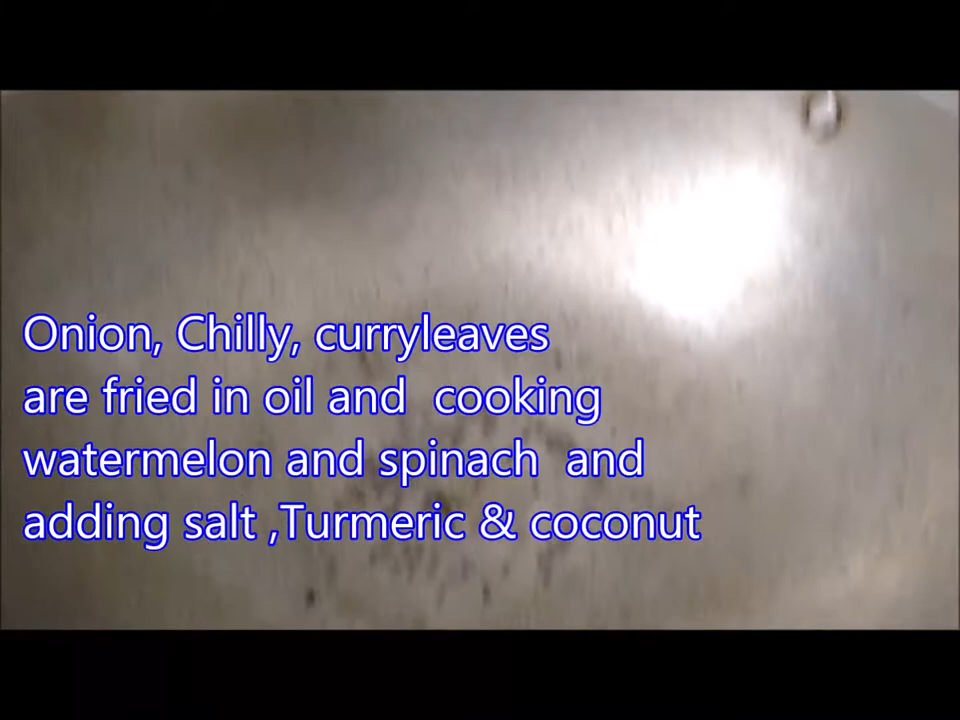 Onion, Chilly, curryleaves
are fried in oil and  cooking
watermelon and spinach  and
adding salt ,Turmeric & coconut